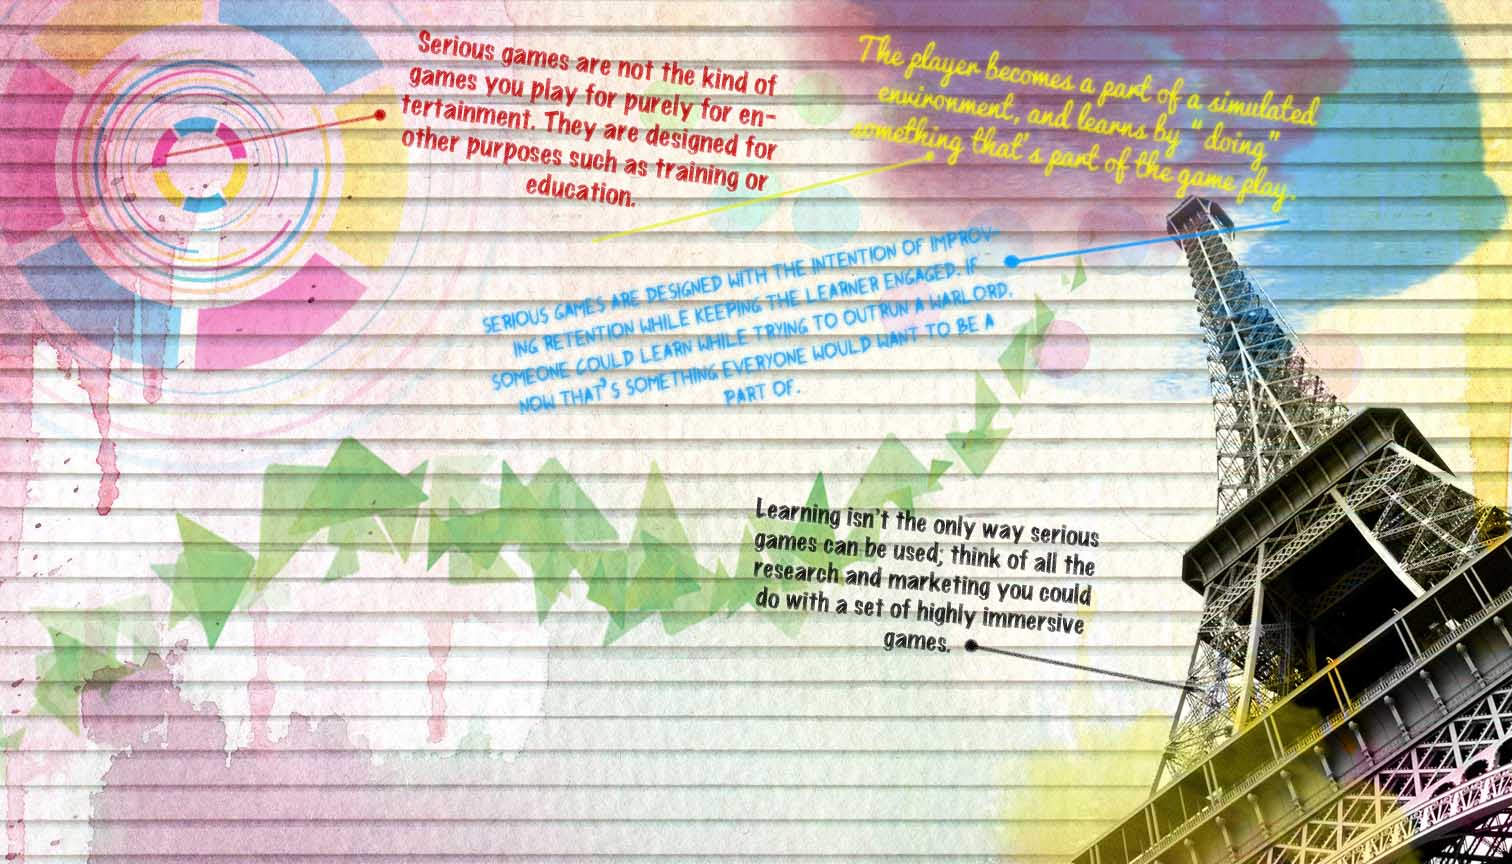 Serious games are not the kind of
games you play for purely for en-
tertainment. They are designed for
other purposes such as training or
education.
The player becomes a part of a simulated
environment, and learns by "doing"
something that's part of the game play.
SERIOUS GAMES ARE DESIGNED WITH THE INTENTION OF IMPROV-
ING RETENTION WHILE KEEPING THE LEARNER ENGAGED. IF
SOMEONE COULD LEARN WHILE TRYING TO OUTRUN A WARLORD,
NOW THAT'S SOMETHING EVERYONE WOULD WANT TO BE A
PART OF.
Learning isn't the only way serious
games can be used; think of all the
research and marketing you could
do with a set of highly immersive
games.